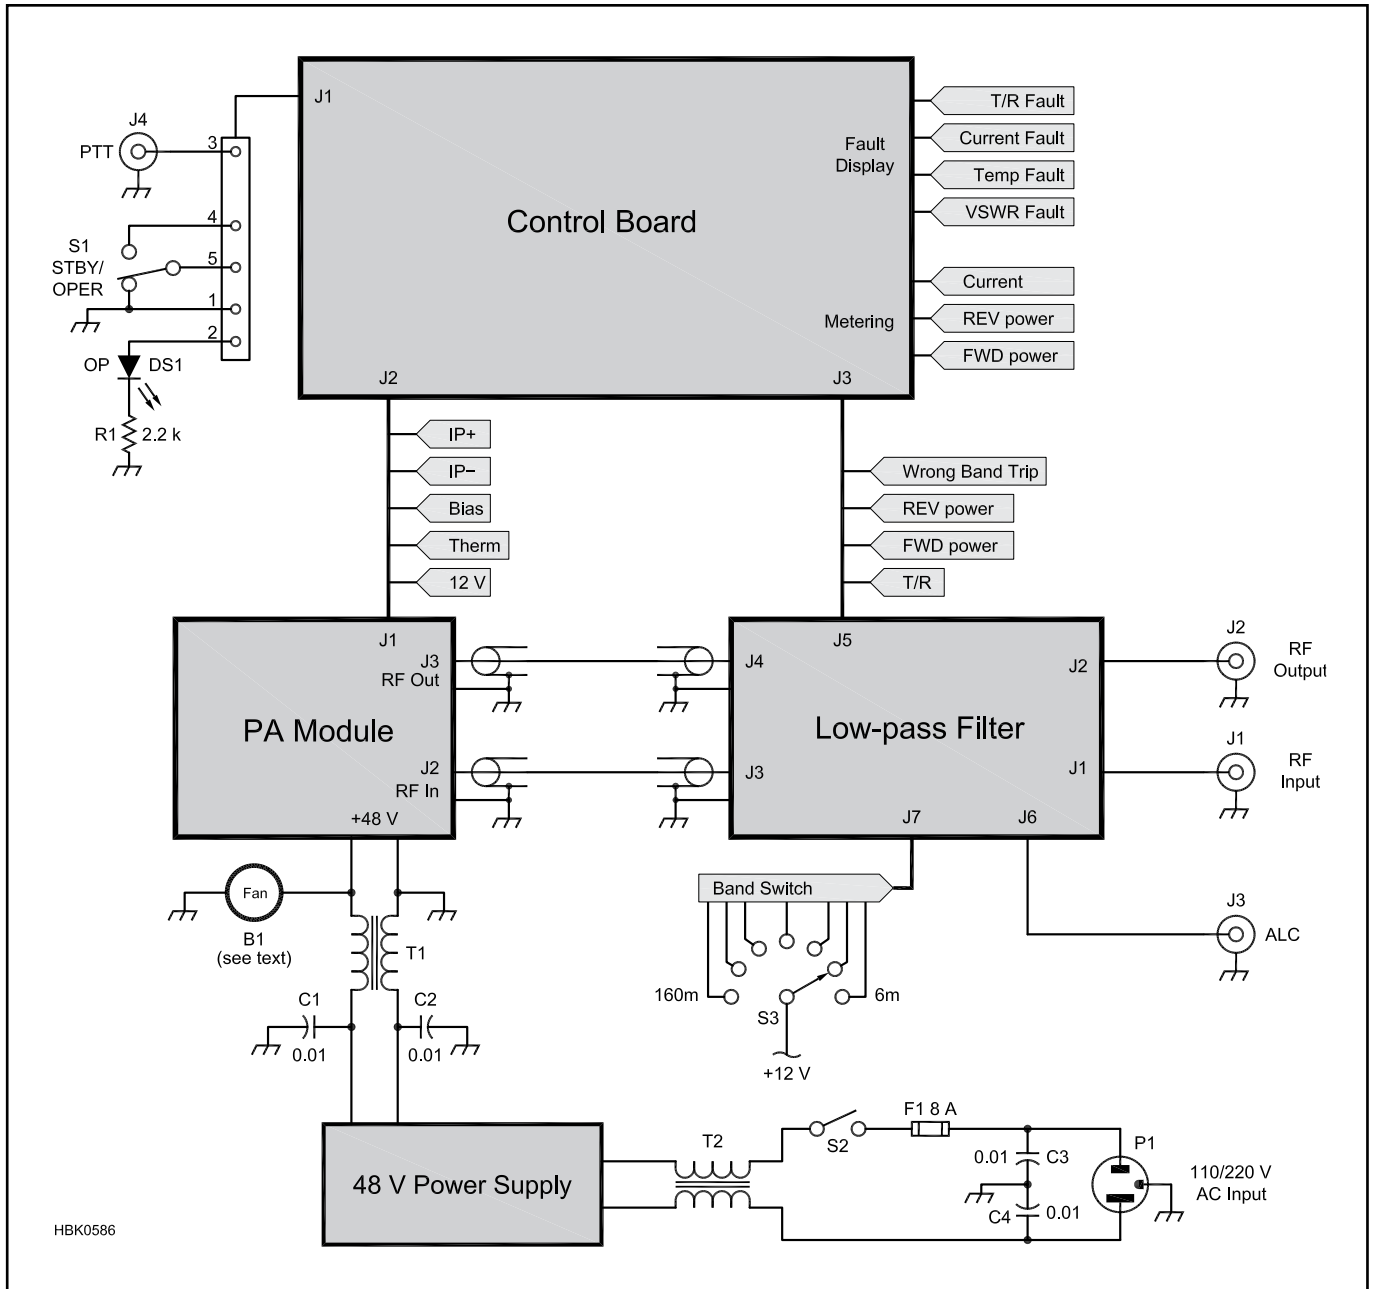 J1
Control Board
Fault
Display
Metering
J2
J3
T/R Fault
Current Fault
Temp Fault
VSWR Fault
Current
REV power
FWD power
J4
PTT
3
4
S1
STBY/
OPER
5
1
2
OP
DS1
R1
2.2 k
IP+
IP−
Bias
Therm
12 V
Wrong Band Trip
REV power
FWD power
T/R
J1
J3
RF Out
PA Module
J2
RF In
+48 V
J5
J4
J2
Low-pass Filter
J3
J1
J7
J6
J2
RF
Output
J1
RF
Input
J3
ALC
Fan
B1
(see text)
T1
C1
0.01
C2
0.01
Band Switch
160m
6m
S3
+12 V
48 V Power Supply
T2
S2
F1 8 A
0.01
C3
C4
0.01
P1
110/220 V
AC Input
HBK0586